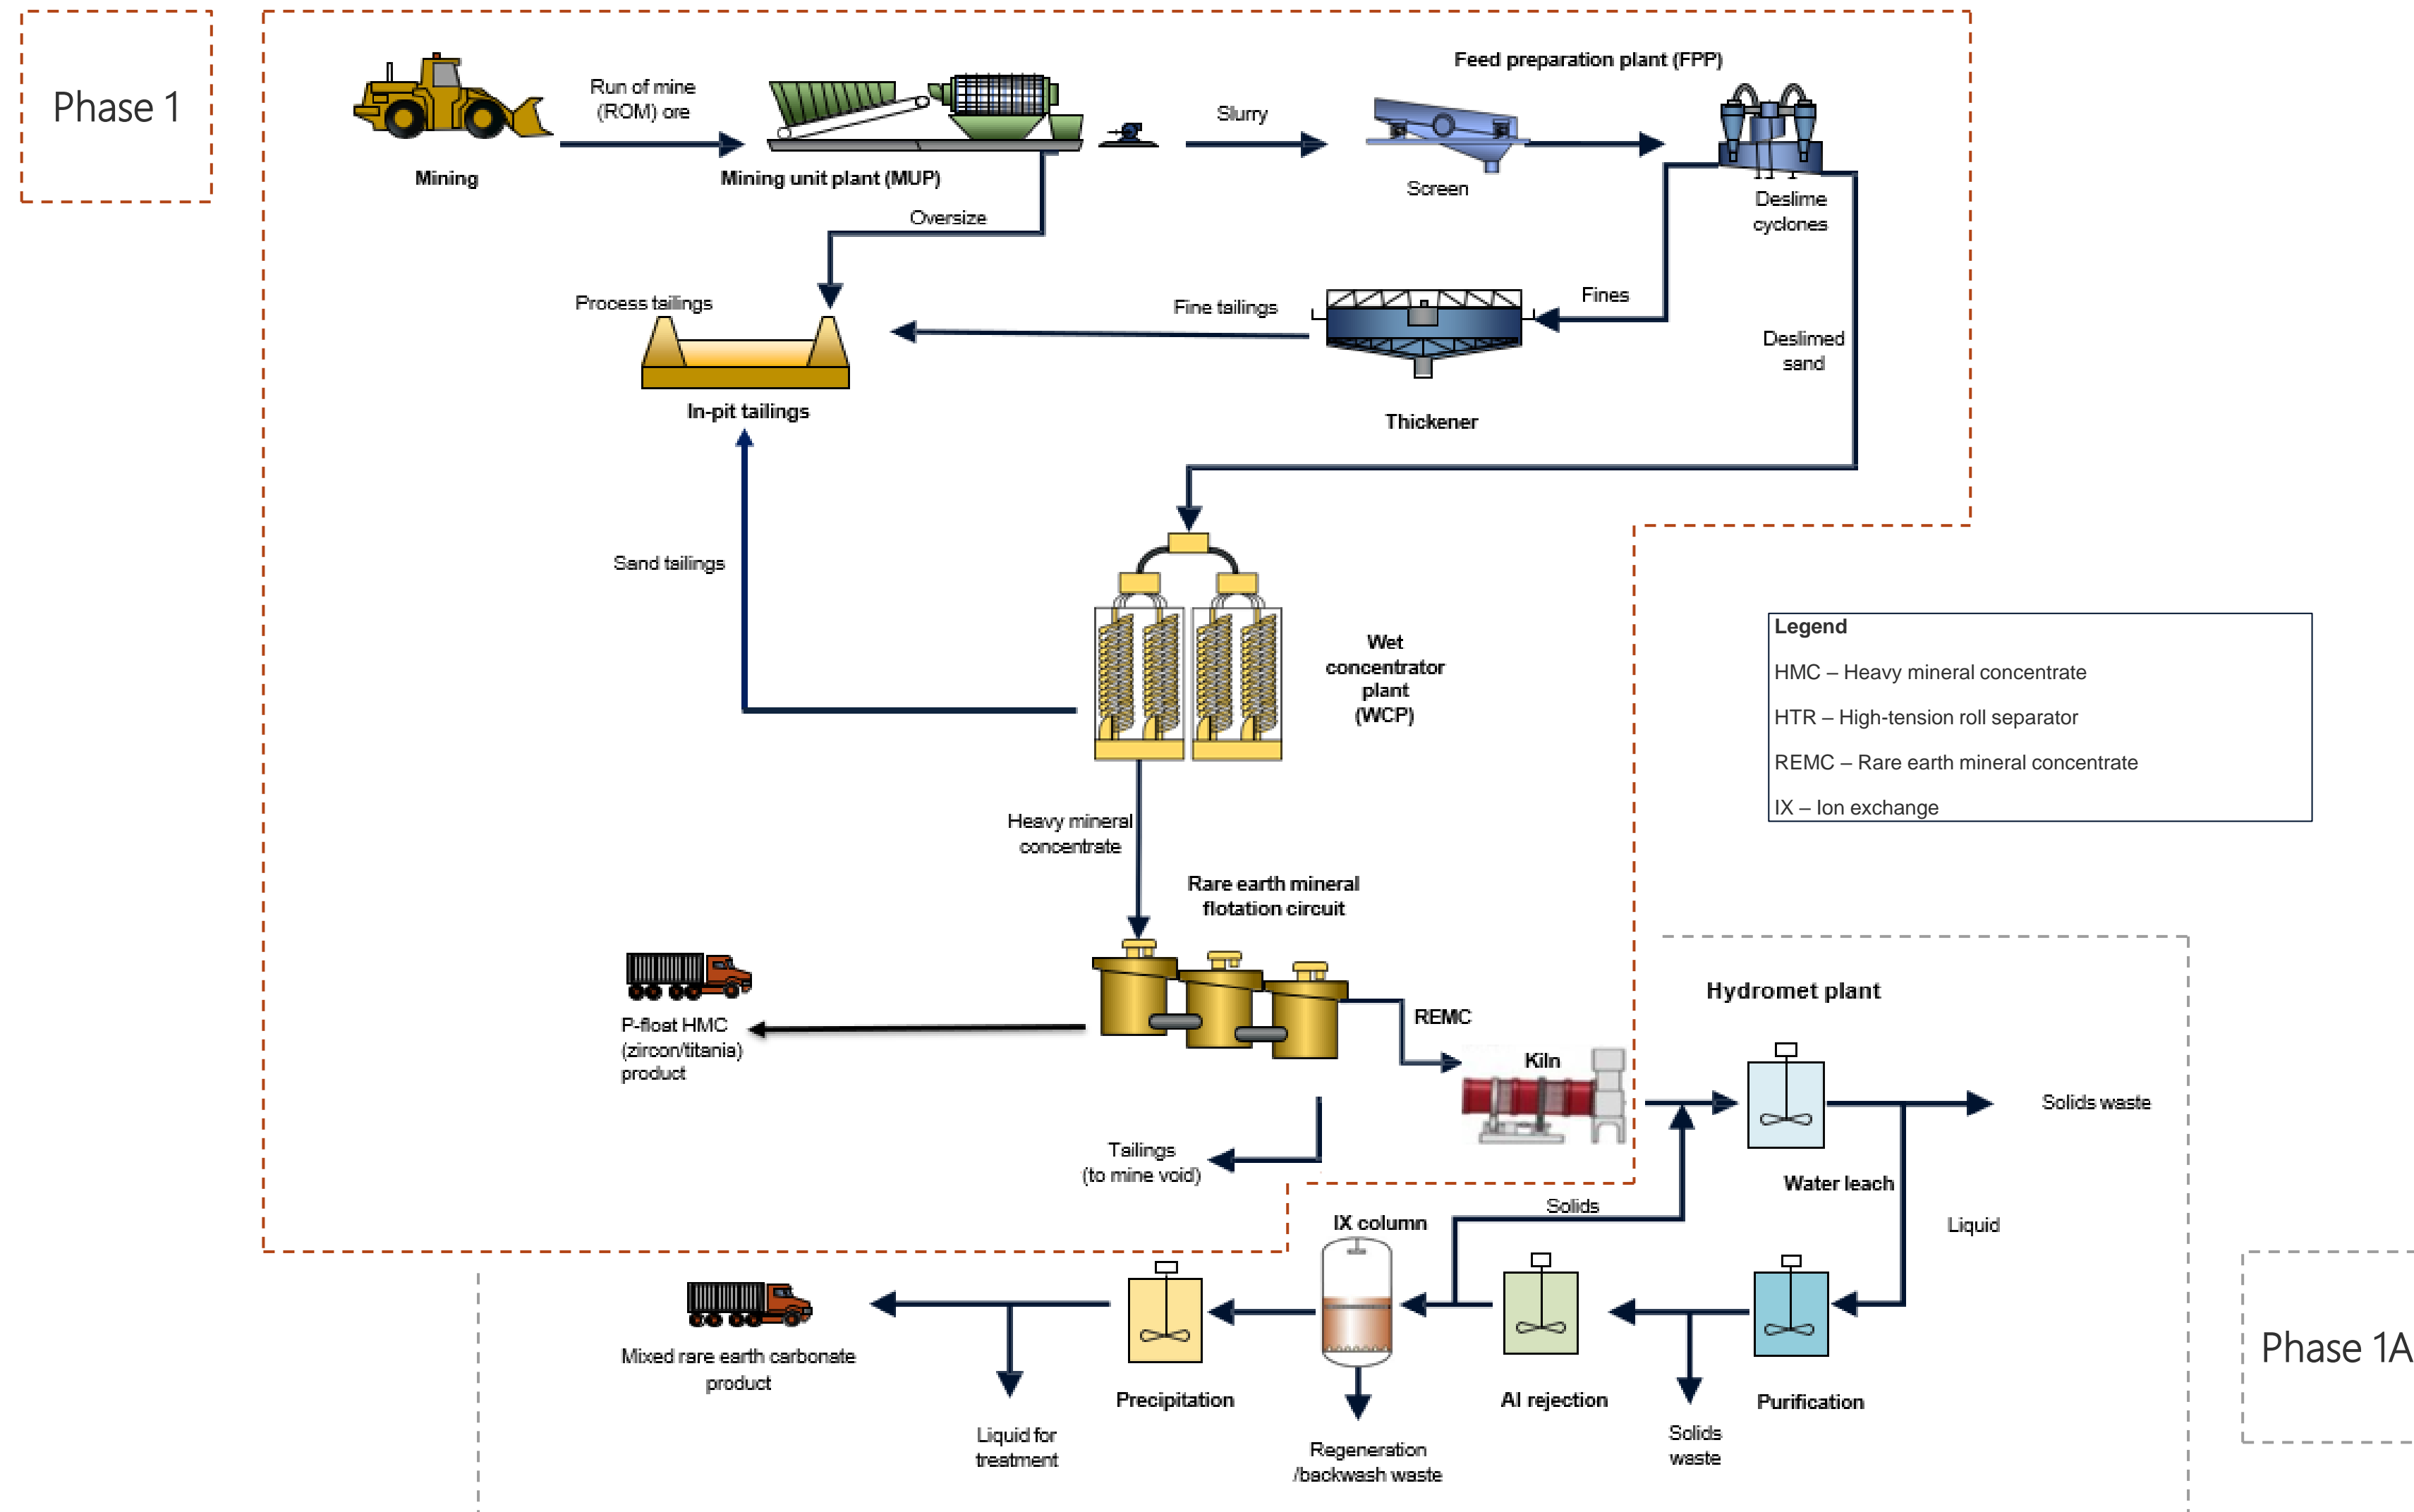 Phase 1
Mining
Run of mine
(ROM) ore
Mining unit plant (MUP)
Slurry
Feed preparation plant (FPP)
Screen
Deslime
cyclones
Oversize
Process tailings
In-pit tailings
Fine tailings
Fines
Thickener
Deslimed
sand
Sand tailings
Wet
concentrator
plant
(WCP)
Legend
HMC – Heavy mineral concentrate
HTR – High-tension roll separator
REMC – Rare earth mineral concentrate
IX – Ion exchange
Heavy mineral
concentrate
Rare earth mineral
flotation circuit
P-float HMC
(zircon/titania)
product
REMC
Kiln
Tailings
(to mine void)
Hydromet plant
Solids waste
Water leach
Liquid
Solids
IX column
Mixed rare earth carbonate
product
Liquid for
treatment
Precipitation
Regeneration
/backwash waste
Al rejection
Solids
waste
Purification
Phase 1A